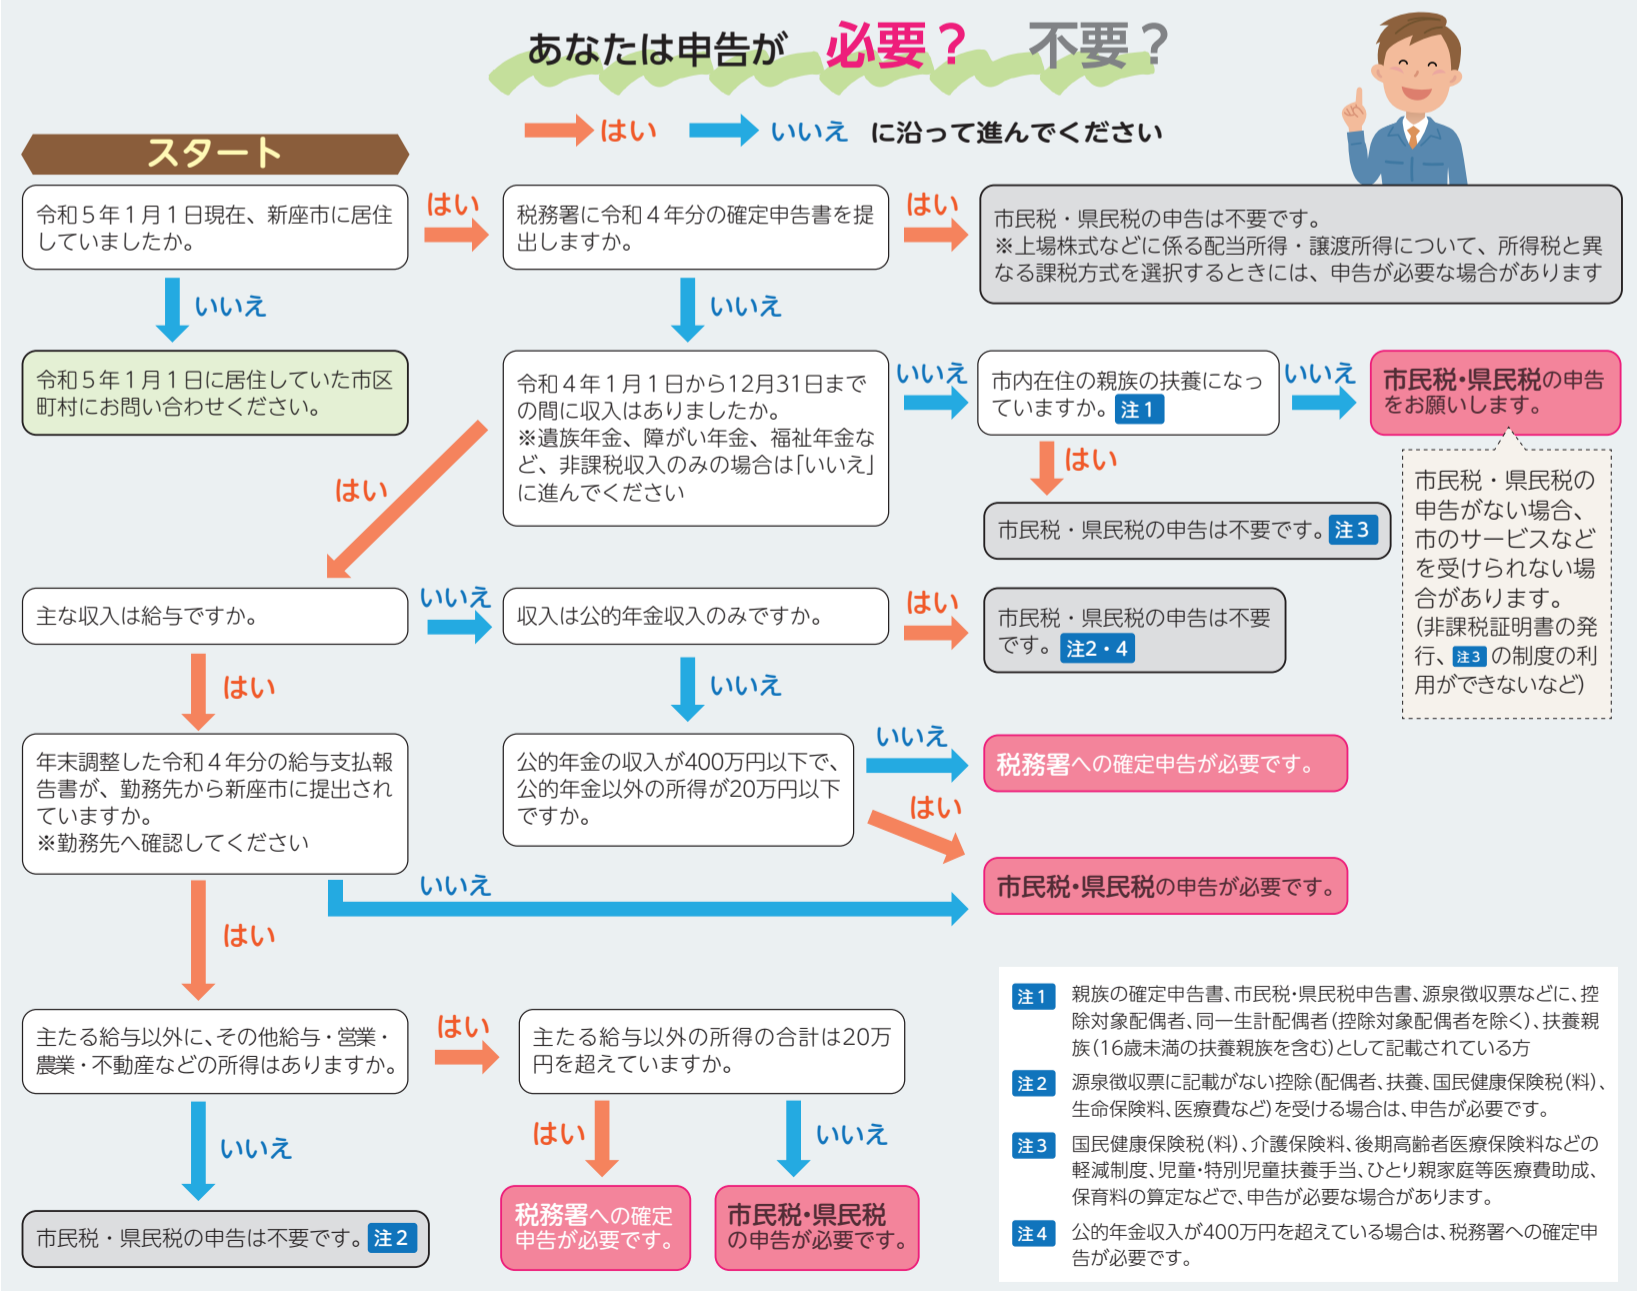 あなたは申告が 必要? 不要?
はい いいえ に沿って進んでください
スタート
令和5年1月1日現在、新座市に居住
していましたか。
はい
税務署に令和4年分の確定申告書を提
出しますか。
はい
市民税・県民税の申告は不要です。
※上場株式などに係る配当所得・譲渡所得について、所得税と異
なる課税方式を選択するときには、申告が必要な場合があります
いいえ
いいえ
令和5年1月1日に居住していた市区
町村にお問い合わせください。
令和4年1月1日から12月31日まで
の間に収入はありましたか。
※遺族年金、障がい年金、福祉年金な
ど、非課税収入のみの場合は「いいえ」
に進んでください
いいえ
市内在住の親族の扶養になっ
ていますか。注1
いいえ
市民税・県民税の申告
をお願いします。
はい
はい
市民税・県民税の申告は不要です。注3
市民税・県民税の
申告がない場合、
市のサービスなど
を受けられない場
合があります。
(非課税証明書の発
行、注3の制度の利
用ができないなど)
主な収入は給与ですか。
いいえ
収入は公的年金収入のみですか。
はい
市民税・県民税の申告は不要
です。注2・4
はい
いいえ
年末調整した令和4年分の給与支払報
告書が、勤務先から新座市に提出され
ていますか。
※勤務先へ確認してください
公的年金の収入が400万円以下で、
公的年金以外の所得が20万円以下
ですか。
いいえ
税務署への確定申告が必要です。
はい
いいえ
市民税・県民税の申告が必要です。
はい
主たる給与以外に、その他給与・営業・
農業・不動産などの所得はありますか。
はい
主たる給与以外の所得の合計は20万
円を超えていますか。
いいえ
はい
いいえ
市民税・県民税の申告は不要です。注2
税務署への確定
申告が必要です。
市民税・県民税
の申告が必要です。
注1 親族の確定申告書、市民税・県民税申告書、源泉徴収票などに、控
除対象配偶者、同一生計配偶者(控除対象配偶者を除く)、扶養親
族(16歳未満の扶養親族を含む)として記載されている方
注2 源泉徴収票に記載がない控除(配偶者、扶養、国民健康保険税(料)、
生命保険料、医療費など)を受ける場合は、申告が必要です。
注3 国民健康保険税(料)、介護保険料、後期高齢者医療保険料などの
軽減制度、児童・特別児童扶養手当、ひとり親家庭等医療費助成、
保育料の算定などで、申告が必要な場合があります。
注4 公的年金収入が400万円を超えている場合は、税務署への確定申
告が必要です。